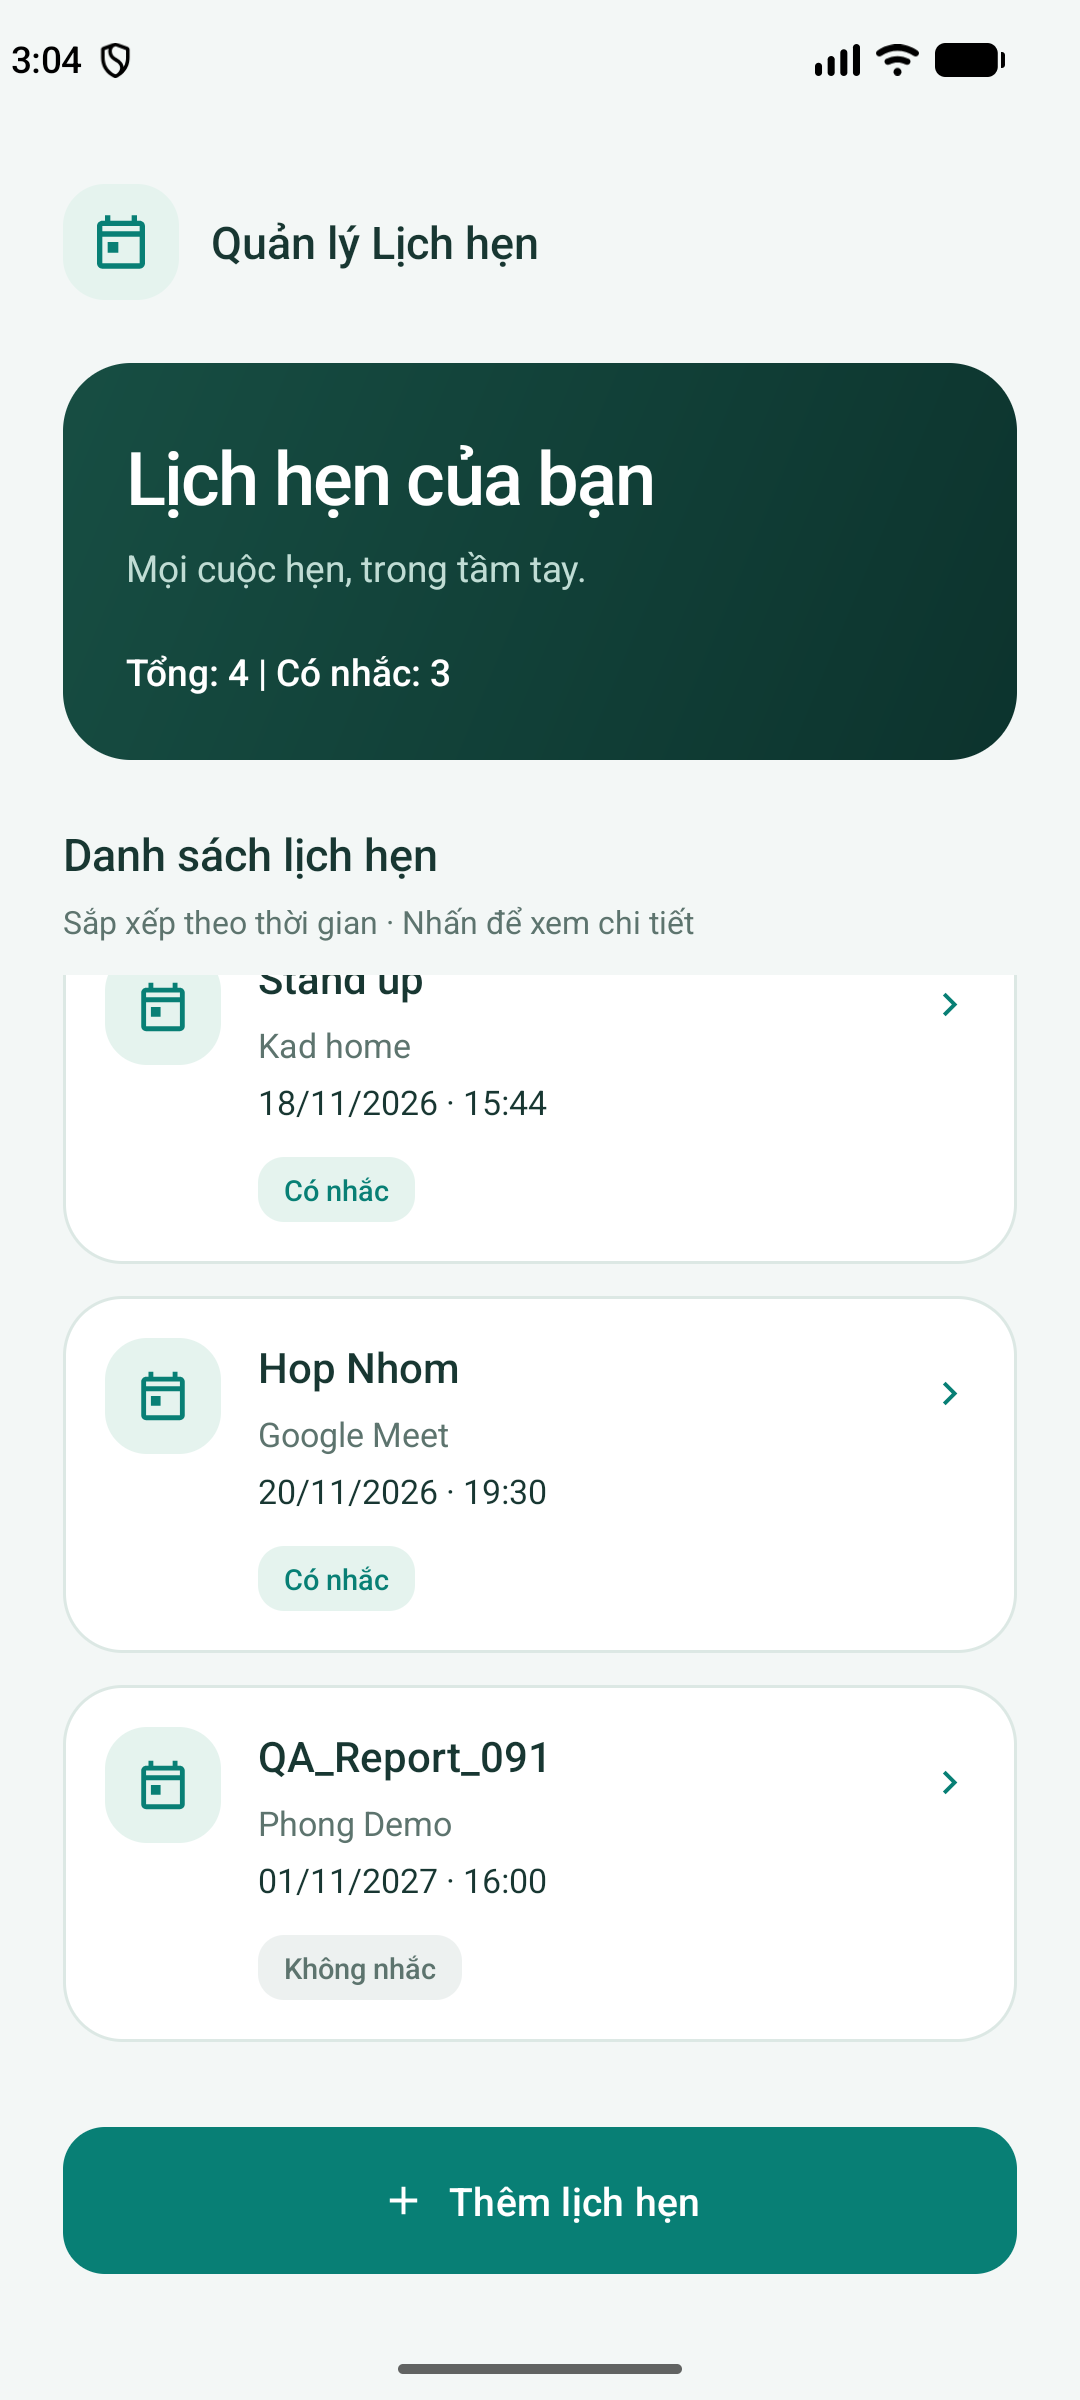 3:04
Quản lý Lịch hẹn
Lịch hẹn của bạn
Mọi cuộc hẹn, trong tầm tay.
Tổng: 4 | Có nhắc: 3
Danh sách lịch hẹn
Sắp xếp theo thời gian · Nhấn để xem chi tiết
Stand up
Kad home
18/11/2026 · 15:44
Có nhắc
Hop Nhom
Google Meet
20/11/2026 · 19:30
Có nhắc
QA_Report_091
Phong Demo
01/11/2027 · 16:00
Không nhắc
+ Thêm lịch hẹn